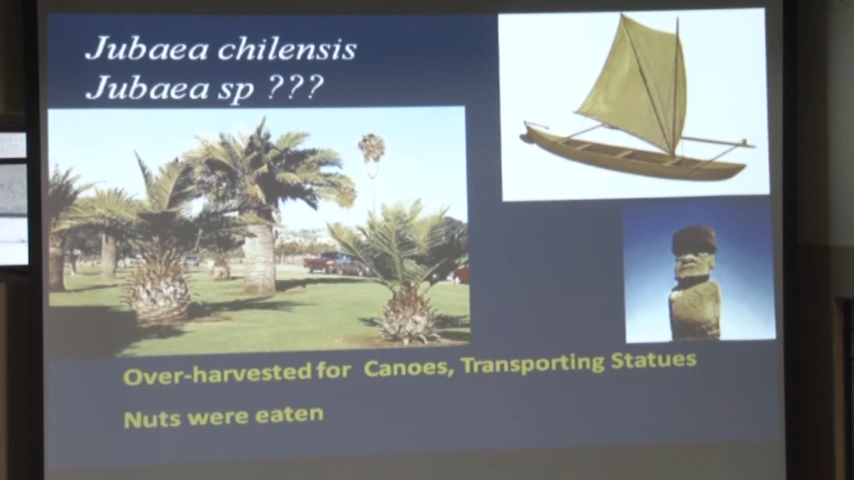 Jubaea chilensis
Jubaea sp ???
Over-harvested for Canoes, Transporting Statues
Nuts were eaten